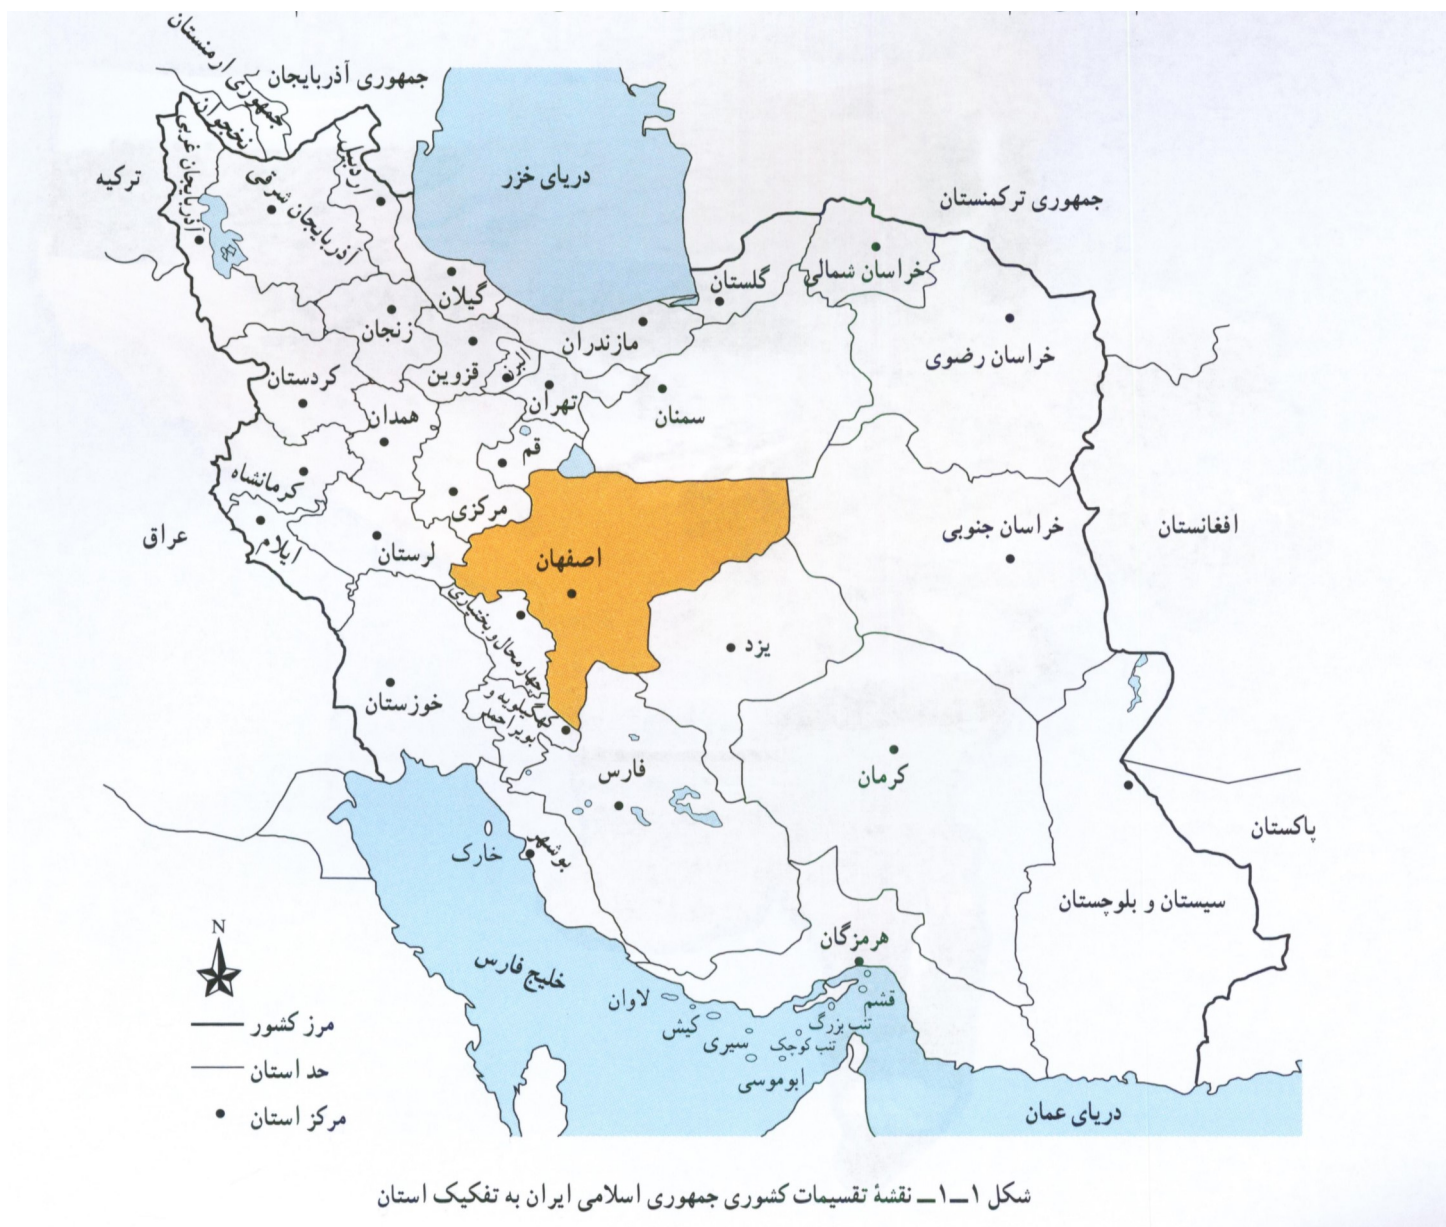 جمهوری ارمنستان
جمهوری آذربایجان
نخجوان
ترکیه
آذربایجان غربی
آذربایجان شرقی
اردبیل
دریای خزر
جمهوری ترکمنستان
گیلان
زنجان
گلستان
خراسان شمالی
مازندران
خراسان رضوی
کردستان
قزوین
البرز
تهران
همدان
سمنان
قم
کرمانشاه
مرکزی
عراق
ایلام
لرستان
اصفهان
خراسان جنوبی
افغانستان
چهارمحال و بختیاری
یزد
خوزستان
کهگیلویه و
بویراحمد
فارس
کرمان
پاکستان
خارک
بوشهر
سیستان و بلوچستان
هرمزگان
خلیج فارس
لاوان
کیش
سیری
قشم
تنب بزرگ
تنب کوچک
ابوموسی
دریای عمان
N
مرز کشور
حد استان
مرکز استان
شکل ۱ــ۱ــ نقشهٔ تقسیمات کشوری جمهوری اسلامی ایران به تفکیک استان